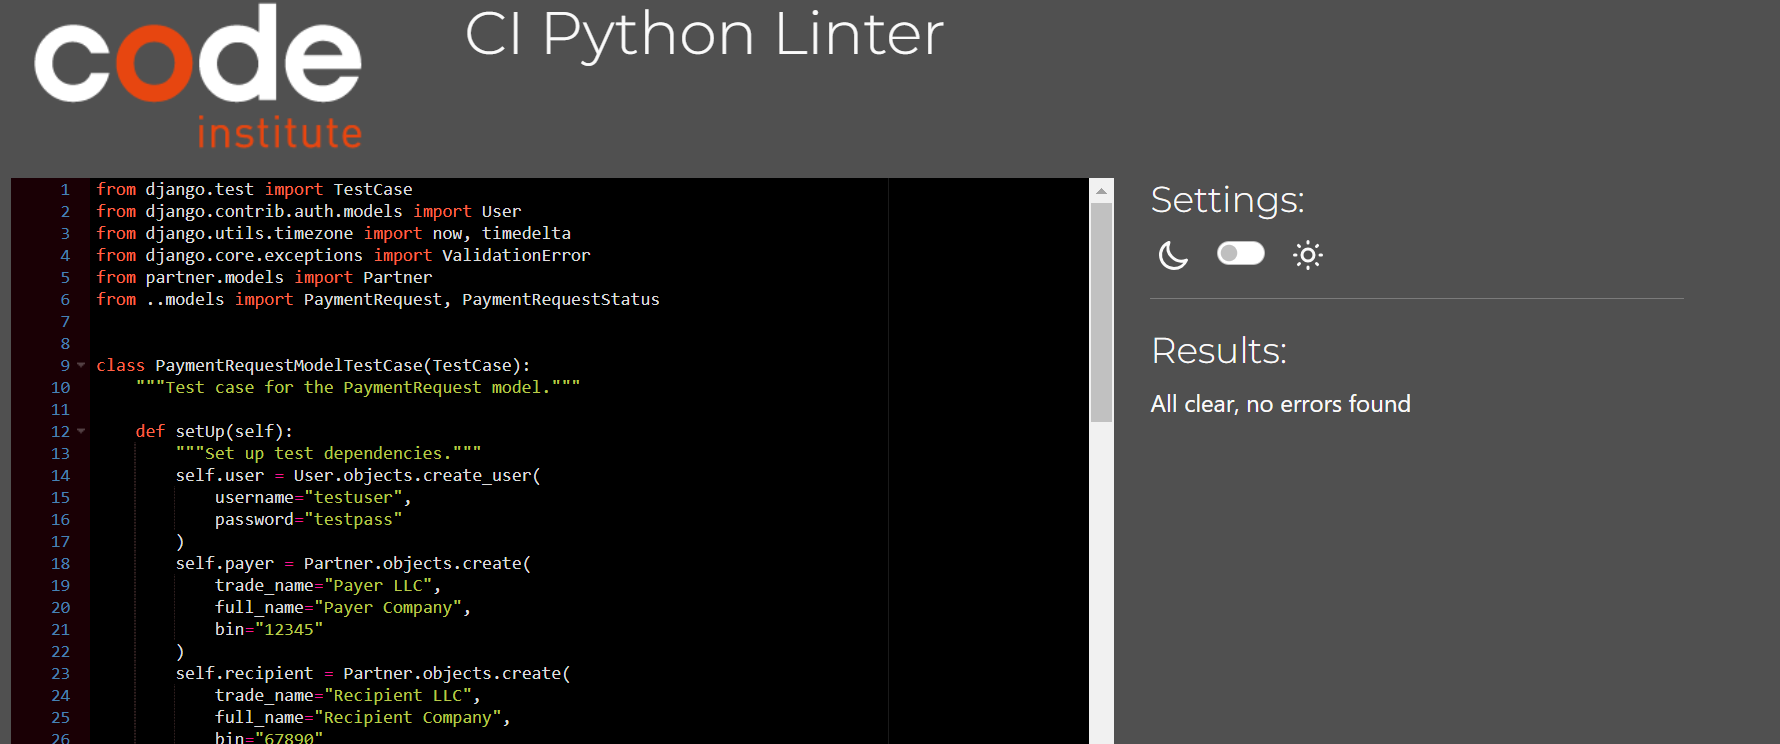 code
institute
CI Python Linter
1 from django.test import TestCase
2 from django.contrib.auth.models import User
3 from django.utils.timezone import now, timedelta
4 from django.core.exceptions import ValidationError
5 from partner.models import Partner
6 from ..models import PaymentRequest, PaymentRequestStatus
7
8
9 class PaymentRequestModelTestCase(TestCase):
10     """Test case for the PaymentRequest model."""
11
12     def setUp(self):
13         """Set up test dependencies."""
14         self.user = User.objects.create_user(
15             username="testuser",
16             password="testpass"
17         )
18         self.payer = Partner.objects.create(
19             trade_name="Payer LLC",
20             full_name="Payer Company",
21             bin="12345"
22         )
23         self.recipient = Partner.objects.create(
24             trade_name="Recipient LLC",
25             full_name="Recipient Company",
26             bin="67890"
Settings:
Results:
All clear, no errors found